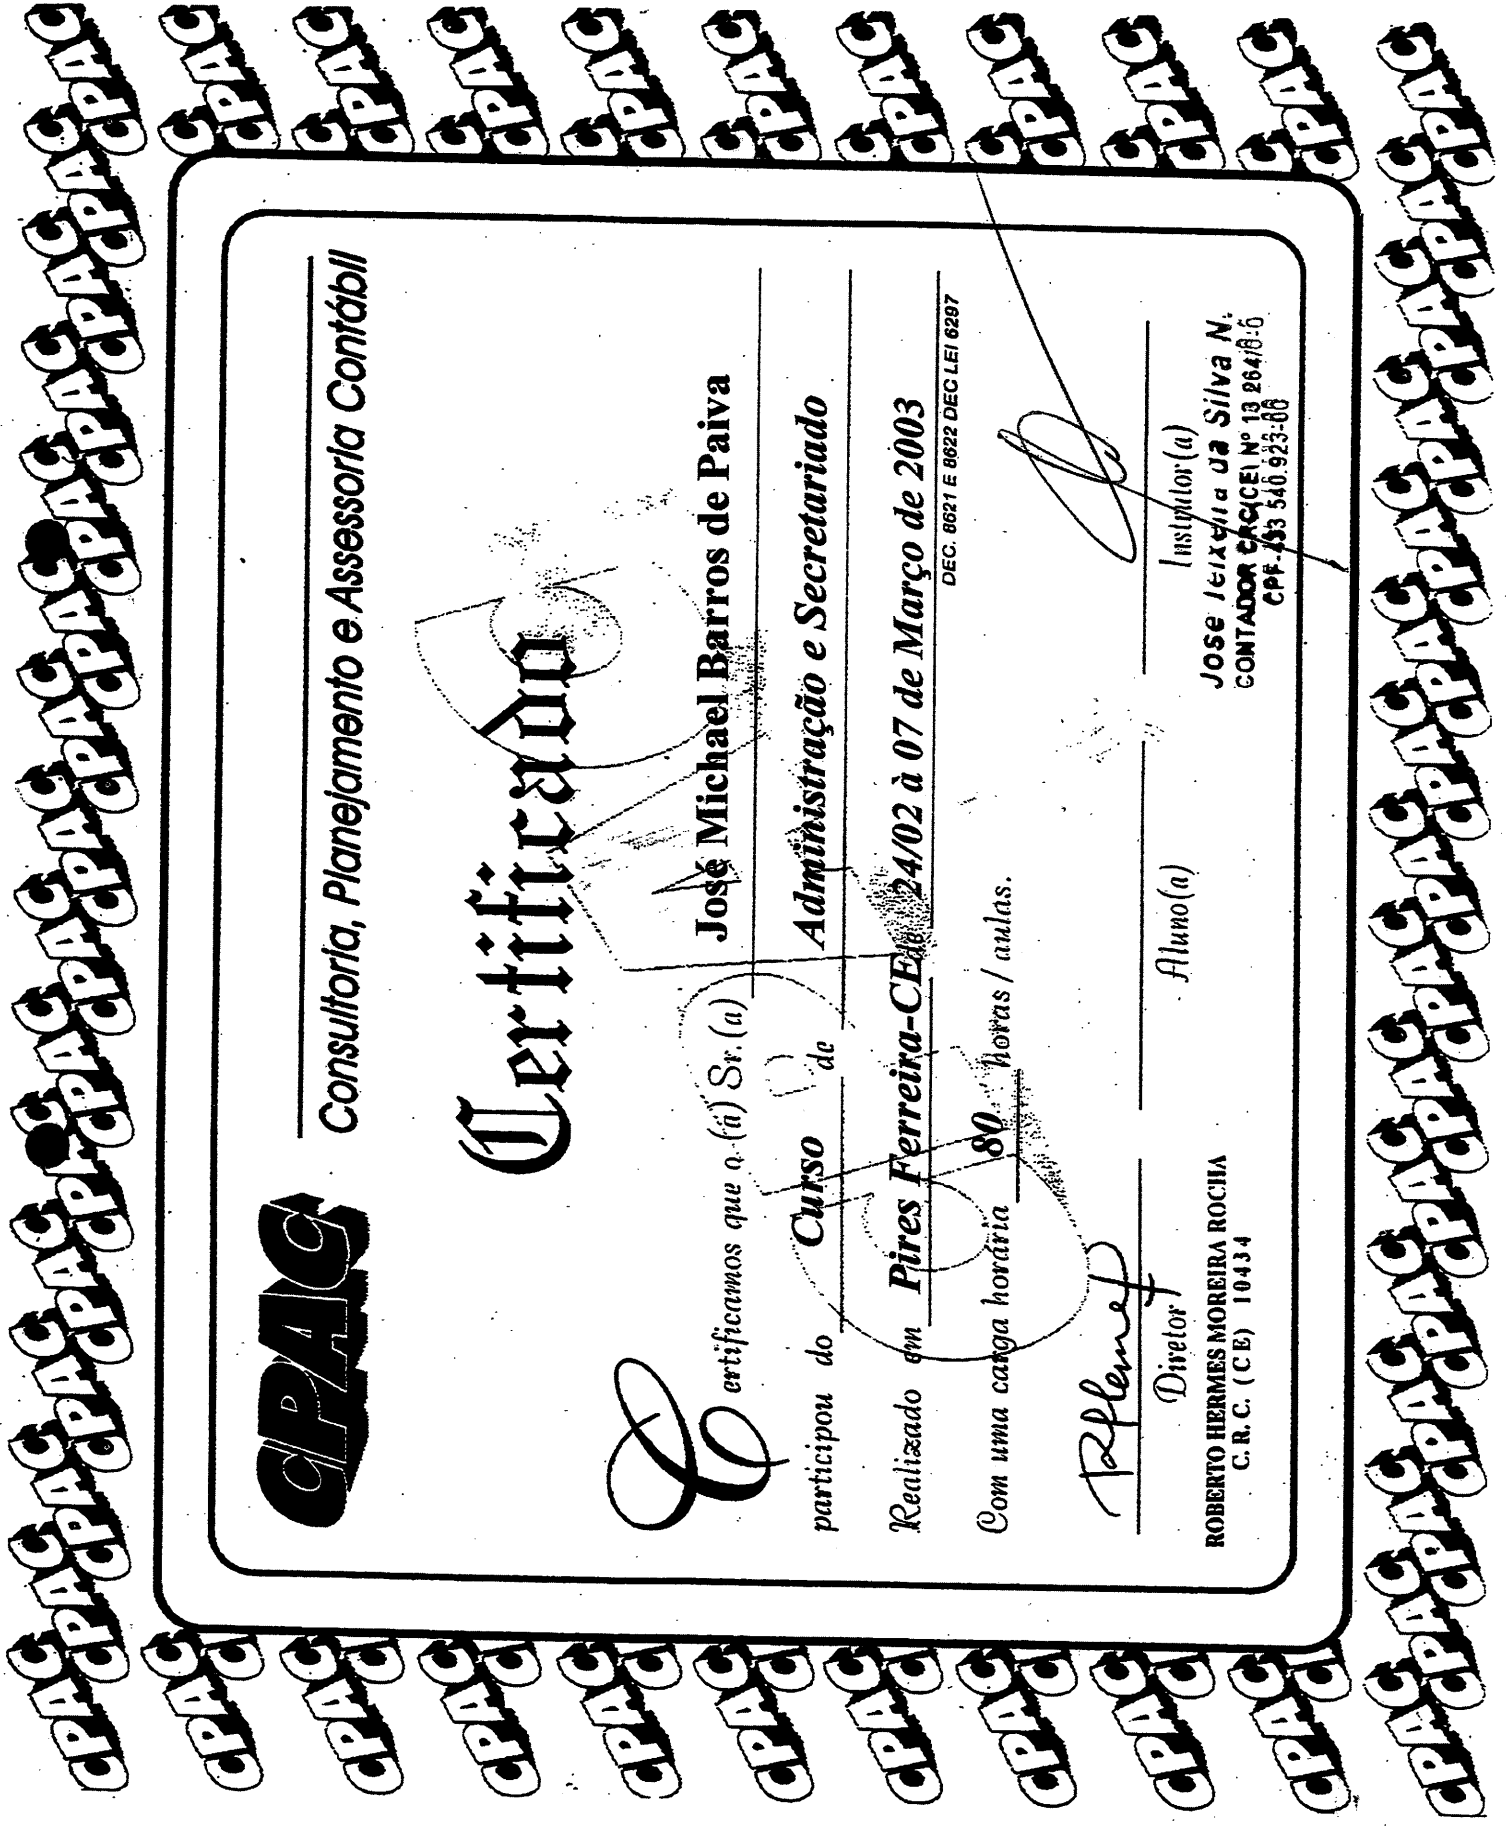 CPAC
Consultoria, Planejamento e Assessoria Contábil
Certificado
Certificamos que o (a) Sr.(a) José Michael Barros de Paiva
participou do Curso de Administração e Secretariado
Realizado em Pires Ferreira-CE de 24/02 à 07 de Março de 2003
DEC. 8621 E 8622 DEC LEI 6297
Com uma carga horária 80 horas / aulas.
Diretor
Aluno(a)
Instrutor(a)
ROBERTO HERMES MOREIRA ROCHA
C. R. C. (CE) 10434
José Teixeira da Silva N.
CONTADOR CRC(CE) Nº 13 264/
CPF-